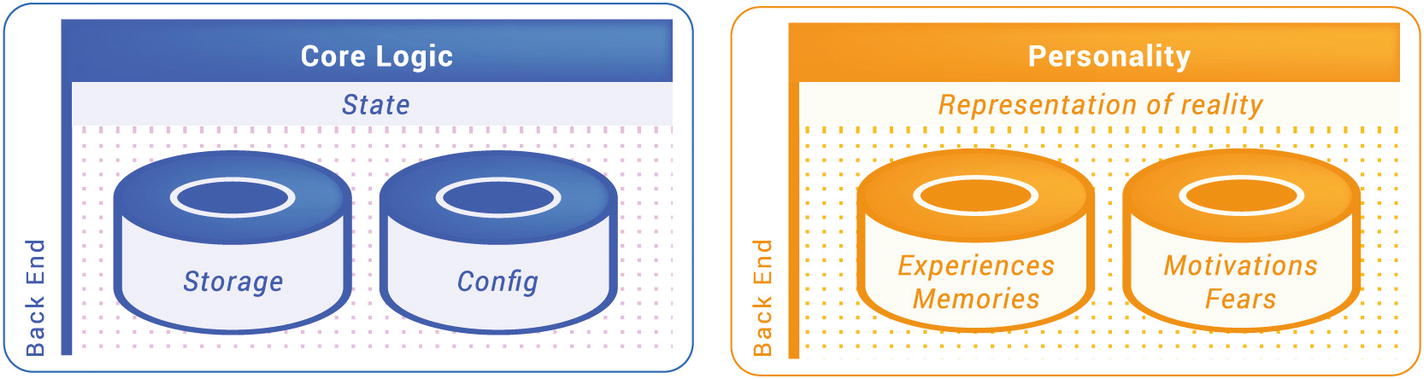 Core Logic
State
Storage
Config
Back End
Personality
Representation of reality
Experiences
Memories
Motivations
Fears
Back End